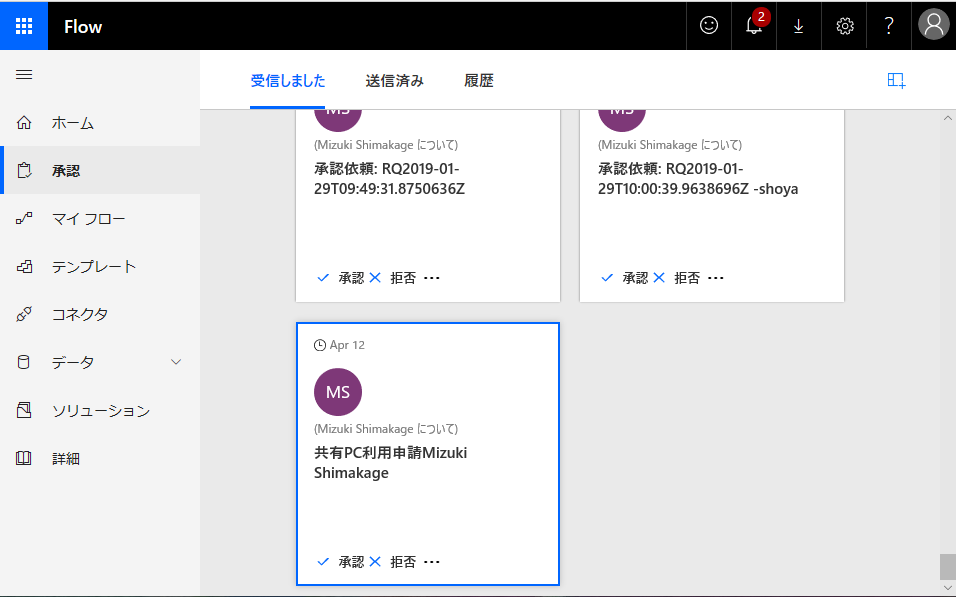 Flow
2
?
受信しました
送信済み
履歴
ホーム
承認
マイ フロー
テンプレート
コネクタ
データ
ソリューション
詳細
MS
(Mizuki Shimakage について)
承認依頼: RQ2019-01-
29T09:49:31.8750636Z
承認 拒否 ···
MS
(Mizuki Shimakage について)
承認依頼: RQ2019-01-
29T10:00:39.9638696Z -shoya
承認 拒否 ···
Apr 12
MS
(Mizuki Shimakage について)
共有PC利用申請Mizuki
Shimakage
承認 拒否 ···